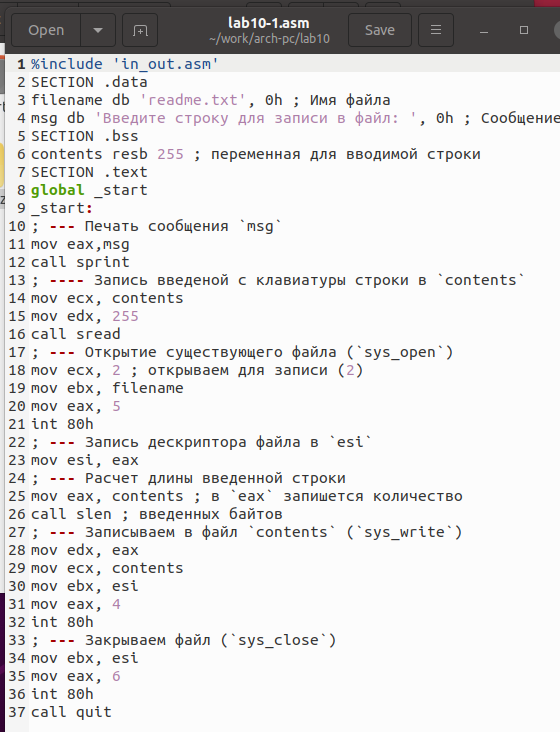 Open
lab10-1.asm
~/work/arch-pc/lab10
Save
1 %include 'in_out.asm'
2 SECTION .data
3 filename db 'readme.txt', 0h ; Имя файла
4 msg db 'Введите строку для записи в файл: ', 0h ; Сообщение
5 SECTION .bss
6 contents resb 255 ; переменная для вводимой строки
7 SECTION .text
8 global _start
9 _start:
10 ; --- Печать сообщения `msg`
11 mov eax,msg
12 call sprint
13 ; ---- Запись введеной с клавиатуры строки в `contents`
14 mov ecx, contents
15 mov edx, 255
16 call sread
17 ; --- Открытие существующего файла (`sys_open`)
18 mov ecx, 2 ; открываем для записи (2)
19 mov ebx, filename
20 mov eax, 5
21 int 80h
22 ; --- Запись дескриптора файла в `esi`
23 mov esi, eax
24 ; --- Расчет длины введенной строки
25 mov eax, contents ; в `eax` запишется количество
26 call slen ; введенных байтов
27 ; --- Записываем в файл `contents` (`sys_write`)
28 mov edx, eax
29 mov ecx, contents
30 mov ebx, esi
31 mov eax, 4
32 int 80h
33 ; --- Закрываем файл (`sys_close`)
34 mov ebx, esi
35 mov eax, 6
36 int 80h
37 call quit